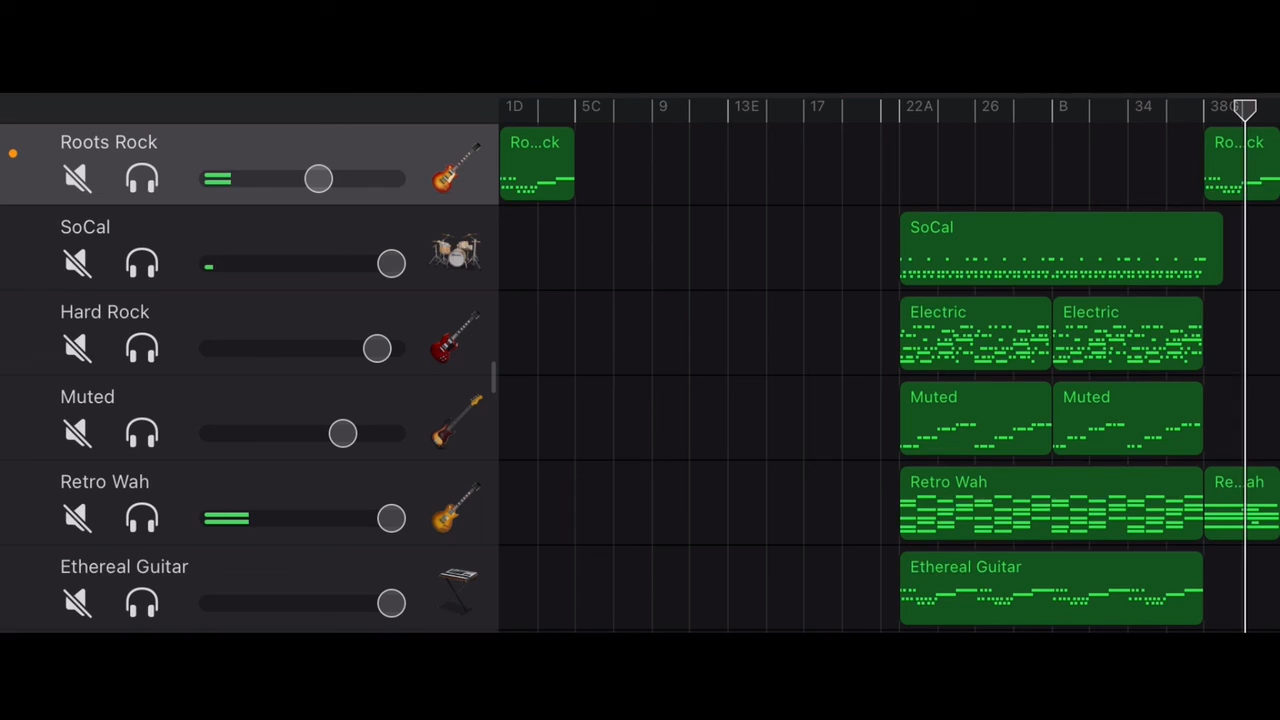 1D 5C 9 13E 17 22A 26 B 34 38G
Roots Rock Ro...ck Ro...ck
SoCal SoCal
Hard Rock Electric Electric
Muted Muted Muted
Retro Wah Retro Wah Re...ah
Ethereal Guitar Ethereal Guitar